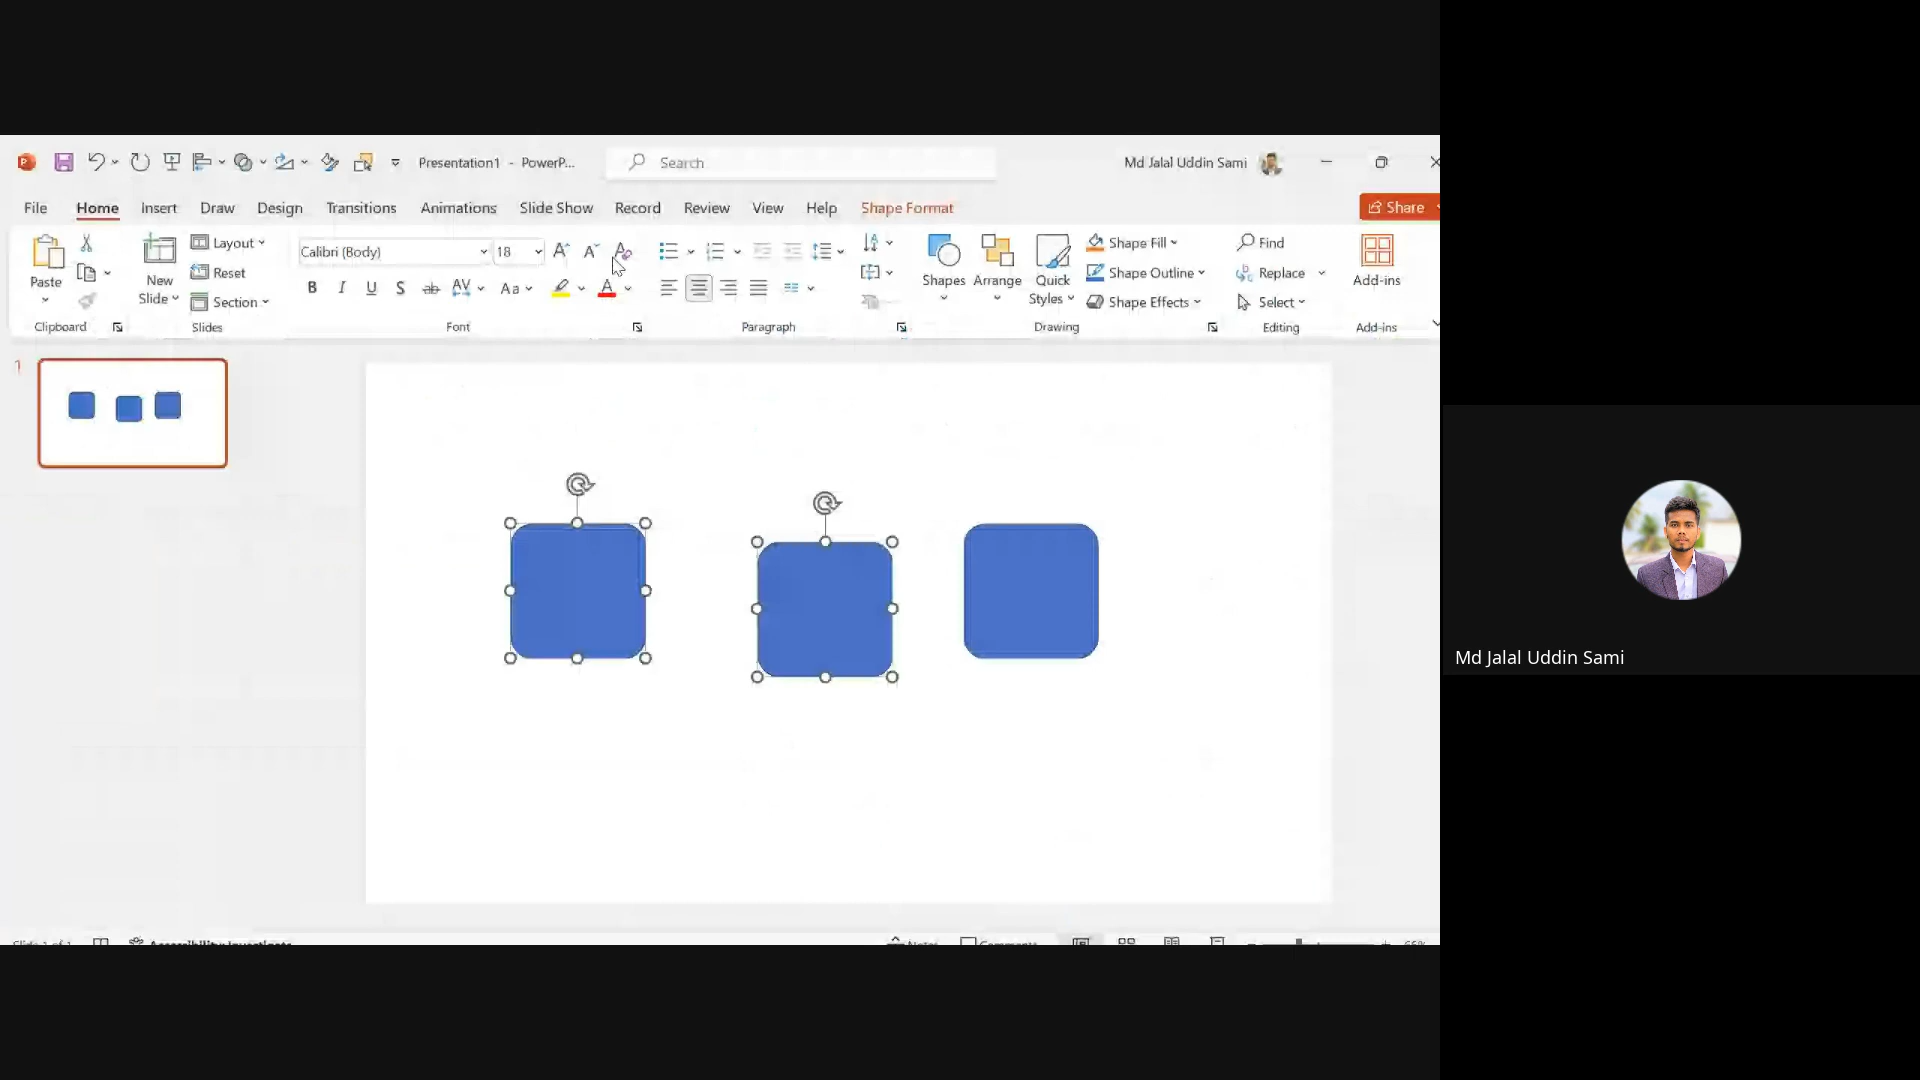 Presentation1 - PowerP...
Search
Md Jalal Uddin Sami
File Home Insert Draw Design Transitions Animations Slide Show Record Review View Help Shape Format Share
Paste
New Slide
Layout
Reset
Section
Calibri (Body) 18
Shapes
Arrange
Quick Styles
Shape Fill
Shape Outline
Shape Effects
Find
Replace
Select
Add-ins
Clipboard Slides Font Paragraph Drawing Editing Add-ins
1
Md Jalal Uddin Sami